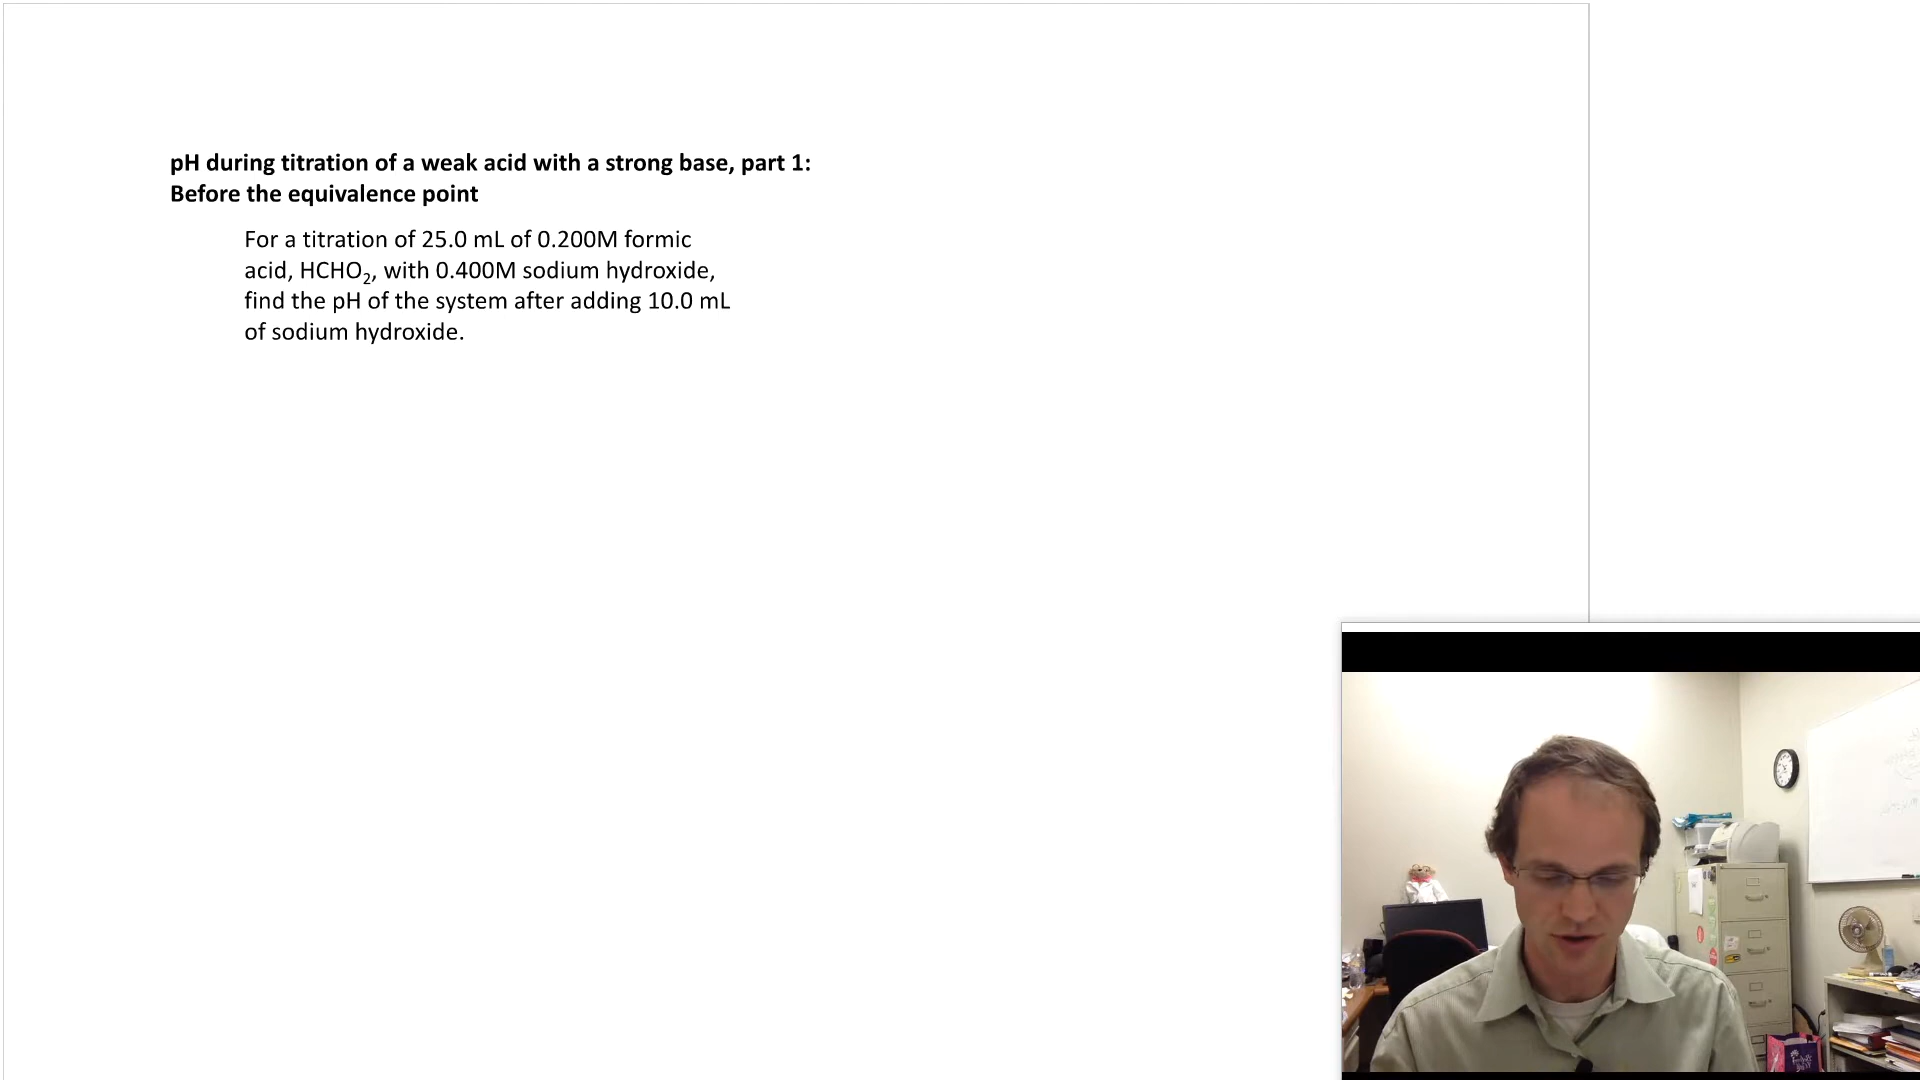 pH during titration of a weak acid with a strong base, part 1:
Before the equivalence point
For a titration of 25.0 mL of 0.200M formic
acid, HCHO₂, with 0.400M sodium hydroxide,
find the pH of the system after adding 10.0 mL
of sodium hydroxide.